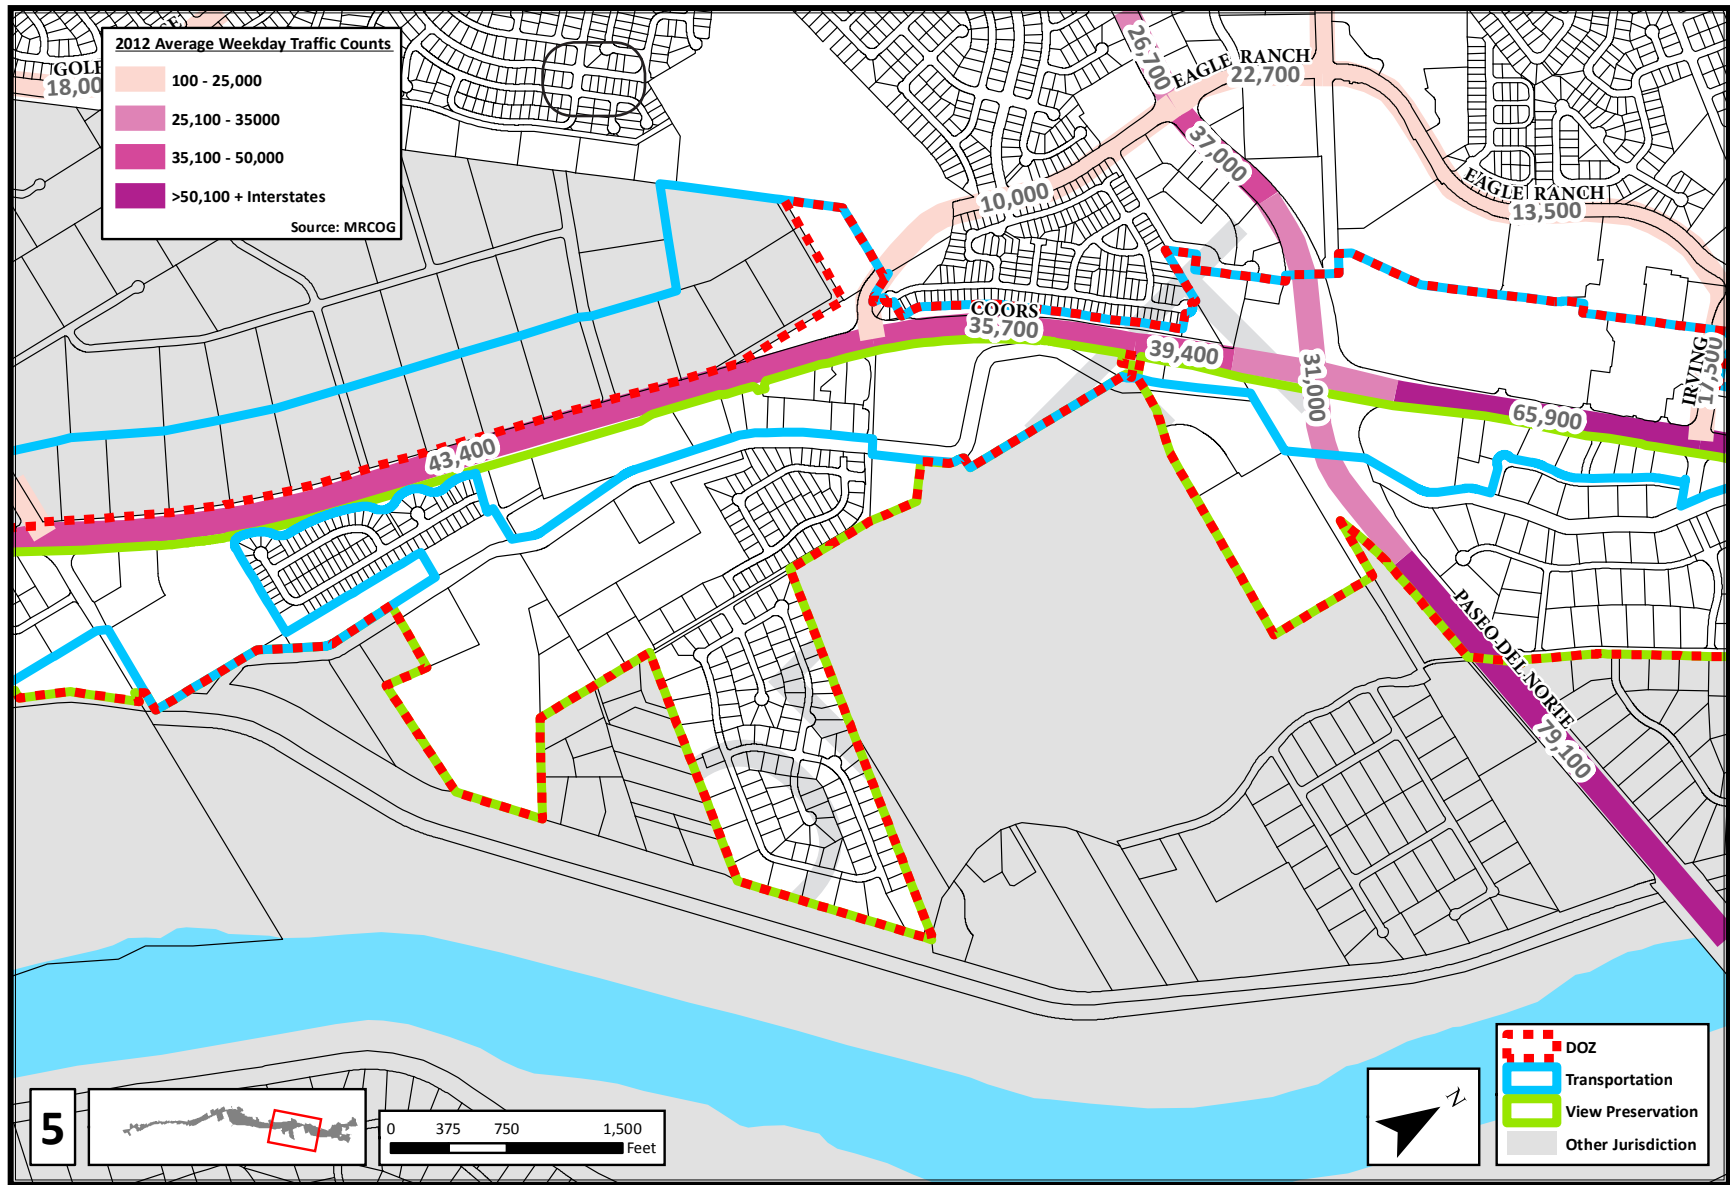 2012 Average Weekday Traffic Counts
100 - 25,000
25,100 - 35000
35,100 - 50,000
>50,100 + Interstates
Source: MRCOG
18,00
26,700
EAGLE RANCH
22,700
37,000
10,000
EAGLE RANCH
13,500
COORS
35,700
39,400
31,000
65,900
IRVING
17,500
43,400
PASEO DEL NORTE
79,100
5
0 375 750 1,500
Feet
N
DOZ
Transportation
View Preservation
Other Jurisdiction